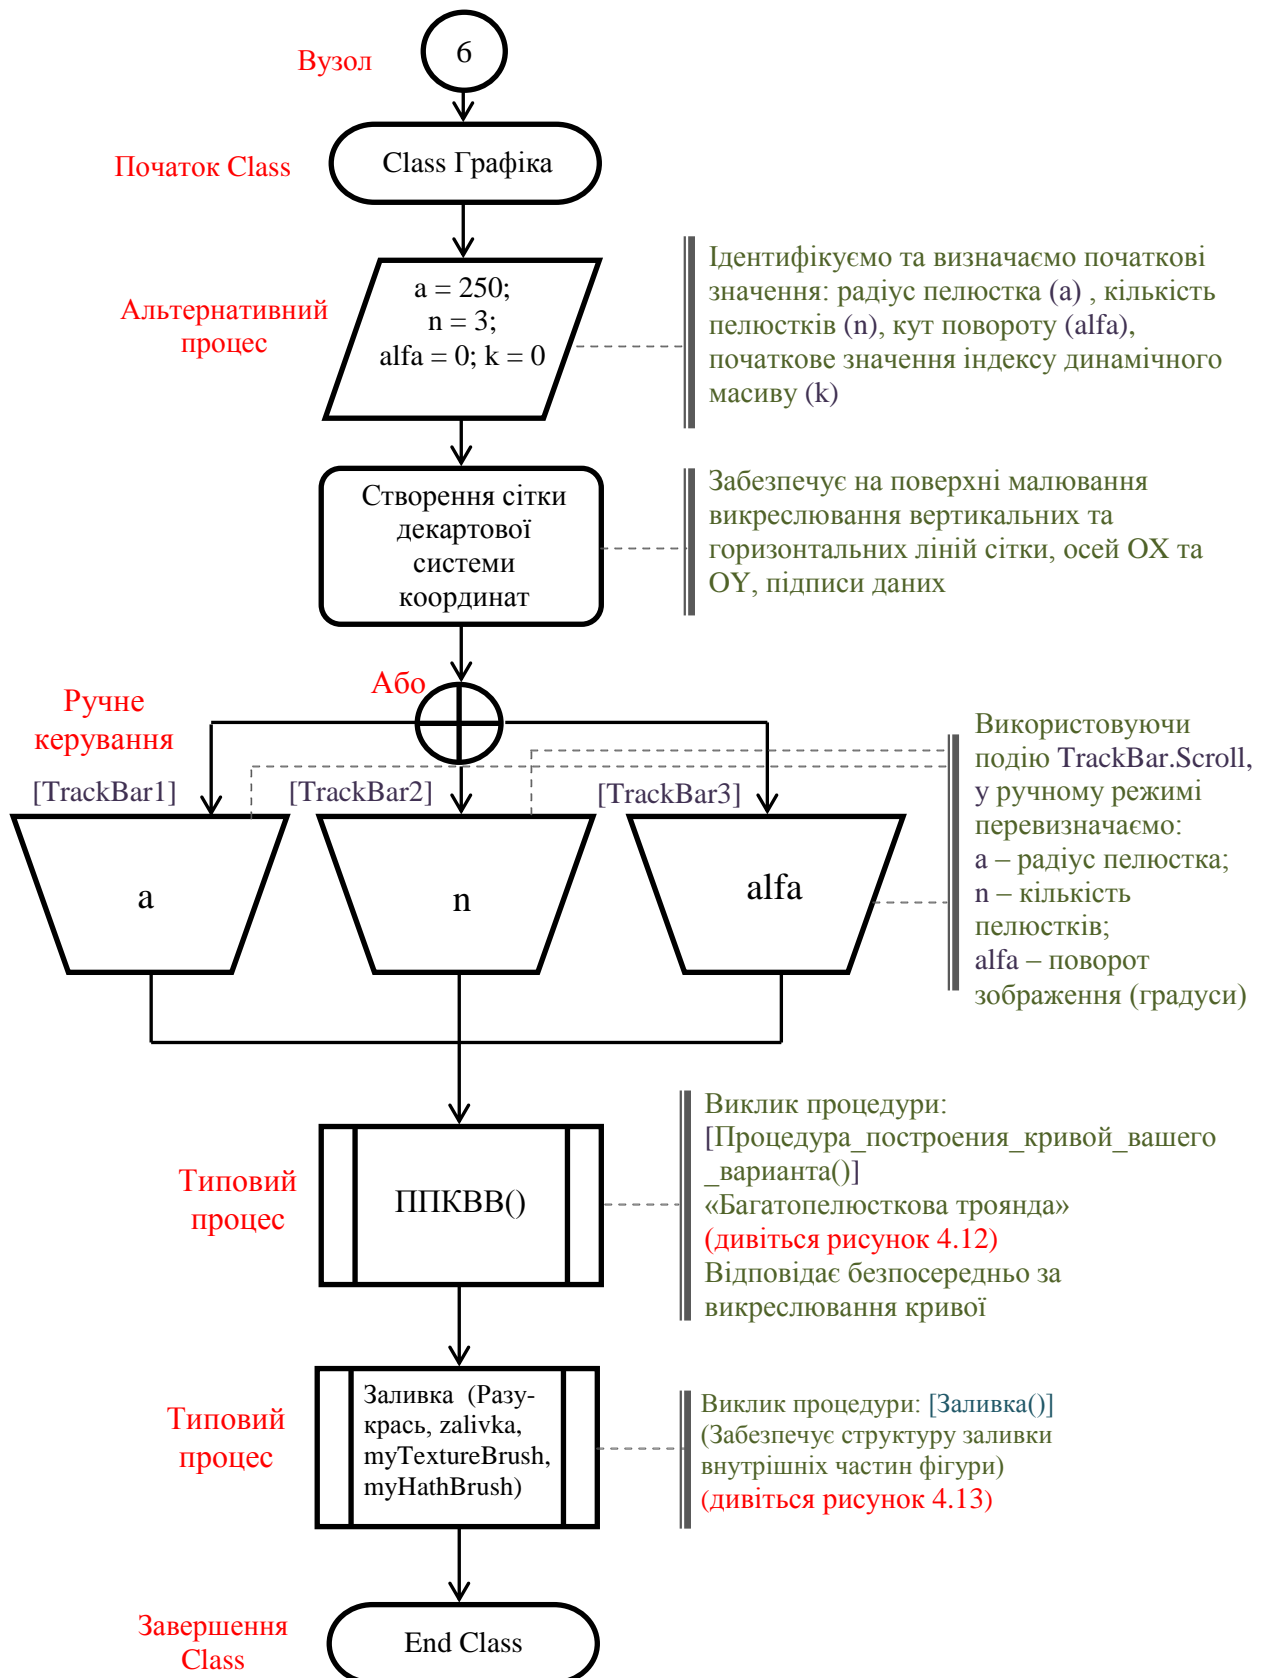 Вузол
6
Початок Class
Class Графіка
Альтернативний
процес
a = 250;
n = 3;
alfa = 0; k = 0
Ідентифікуємо та визначаємо початкові
значення: радіус пелюстка (a) , кількість
пелюстків (n), кут повороту (alfa),
початкове значення індексу динамічного
масиву (k)
Створення сітки
декартової
системи
координат
Забезпечує на поверхні малювання
викреслювання вертикальних та
горизонтальних ліній сітки, осей OX та
OY, підписи даних
Або
Ручне
керування
[TrackBar1]
[TrackBar2]
[TrackBar3]
a
n
alfa
Використовуючи
подію TrackBar.Scroll,
у ручному режимі
перевизначаємо:
a – радіус пелюстка;
n – кількість
пелюстків;
alfa – поворот
зображення (градуси)
Типовий
процес
ППКВВ()
Виклик процедури:
[Процедура_построения_кривой_вашего
_варианта()]
«Багатопелюсткова троянда»
(дивіться рисунок 4.12)
Відповідає безпосередньо за
викреслювання кривої
Типовий
процес
Заливка (Разу-
крась, zalivka,
myTextureBrush,
myHathBrush)
Виклик процедури: [Заливка()]
(Забезпечує структуру заливки
внутрішніх частин фігури)
(дивіться рисунок 4.13)
Завершення
Class
End Class